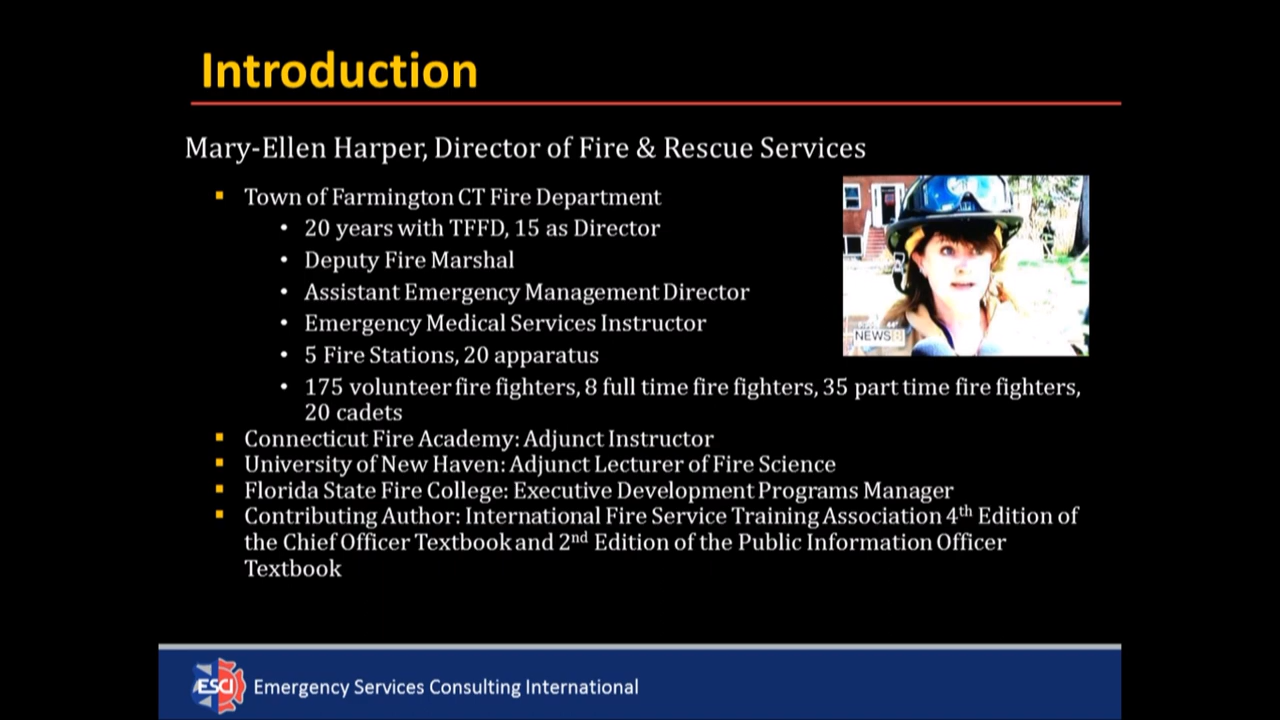 Introduction
Mary-Ellen Harper, Director of Fire & Rescue Services
Town of Farmington CT Fire Department
20 years with TFFD, 15 as Director
Deputy Fire Marshal
Assistant Emergency Management Director
Emergency Medical Services Instructor
5 Fire Stations, 20 apparatus
175 volunteer fire fighters, 8 full time fire fighters, 35 part time fire fighters,
20 cadets
Connecticut Fire Academy: Adjunct Instructor
University of New Haven: Adjunct Lecturer of Fire Science
Florida State Fire College: Executive Development Programs Manager
Contributing Author: International Fire Service Training Association 4th Edition of
the Chief Officer Textbook and 2nd Edition of the Public Information Officer
Textbook
NEWS
ESCI
Emergency Services Consulting International